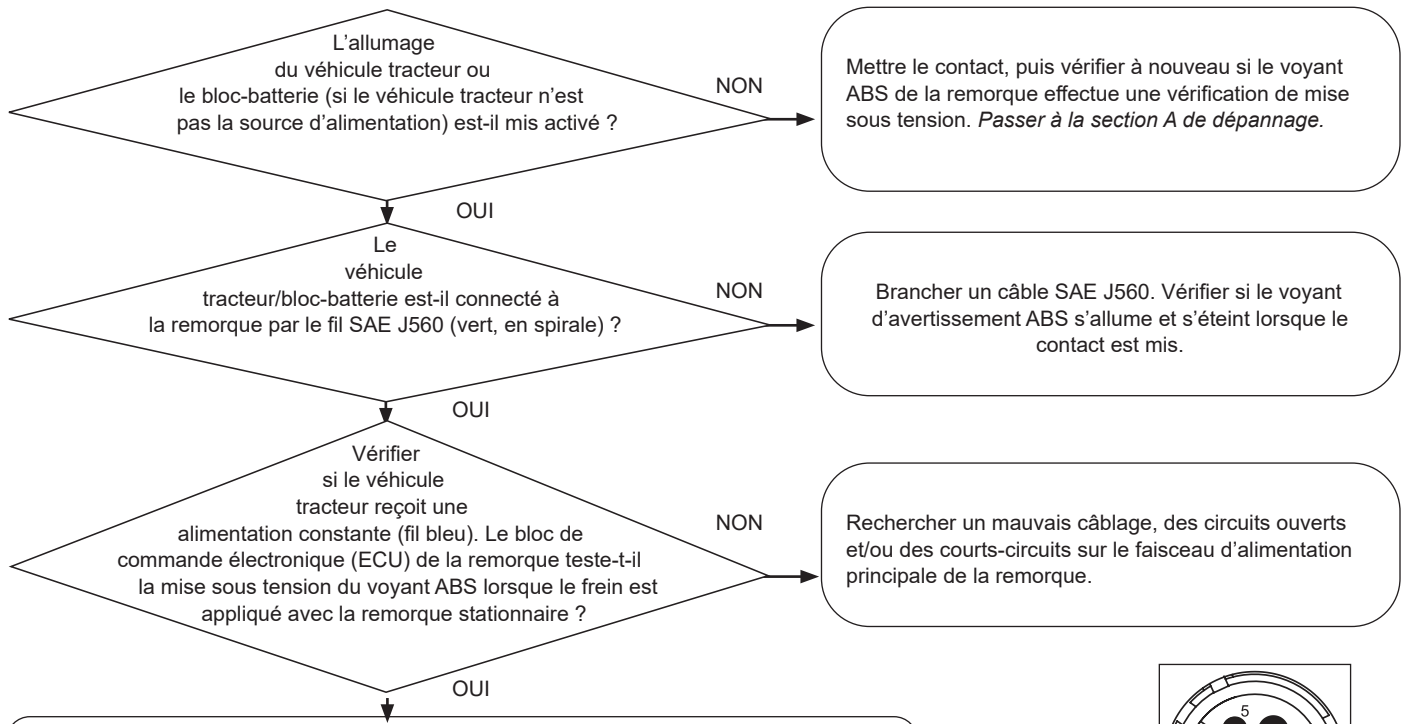 L'allumage
du véhicule tracteur ou
le bloc-batterie (si le véhicule tracteur n'est
pas la source d'alimentation) est-il mis activé ?
NON
Mettre le contact, puis vérifier à nouveau si le voyant
ABS de la remorque effectue une vérification de mise
sous tension. Passer à la section A de dépannage.
OUI
Le
véhicule
tracteur/bloc-batterie est-il connecté à
la remorque par le fil SAE J560 (vert, en spirale) ?
NON
Brancher un câble SAE J560. Vérifier si le voyant
d'avertissement ABS s'allume et s'éteint lorsque le
contact est mis.
OUI
Vérifier
si le véhicule
tracteur reçoit une
alimentation constante (fil bleu). Le bloc de
commande électronique (ECU) de la remorque teste-t-il
la mise sous tension du voyant ABS lorsque le frein est
appliqué avec la remorque stationnaire ?
NON
Rechercher un mauvais câblage, des circuits ouverts
et/ou des courts-circuits sur le faisceau d'alimentation
principale de la remorque.
OUI
5